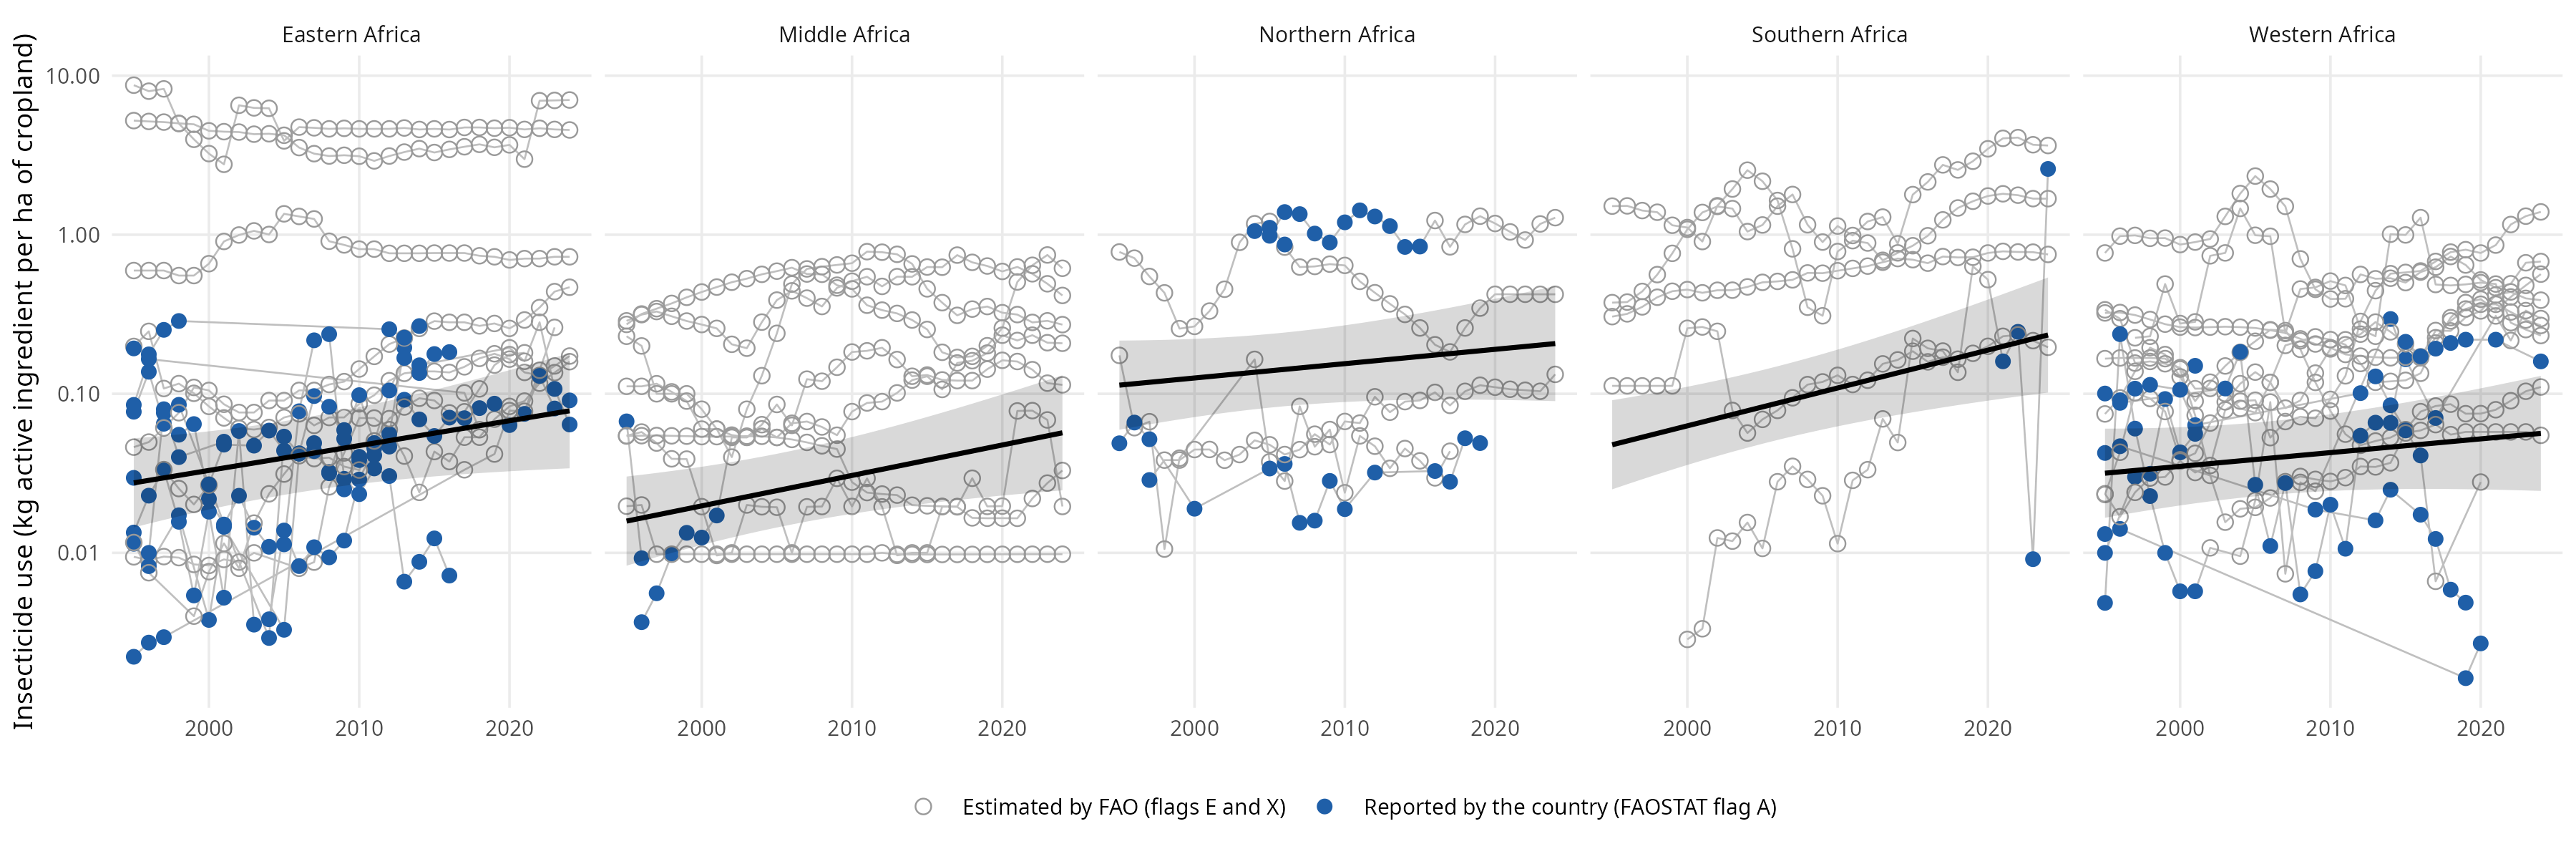 Eastern Africa
Middle Africa
Northern Africa
Southern Africa
Western Africa
Insecticide use (kg active ingredient per ha of cropland)
10.00
1.00
0.10
0.01
2000 2010 2020
2000 2010 2020
2000 2010 2020
2000 2010 2020
2000 2010 2020
Estimated by FAO (flags E and X)
Reported by the country (FAOSTAT flag A)